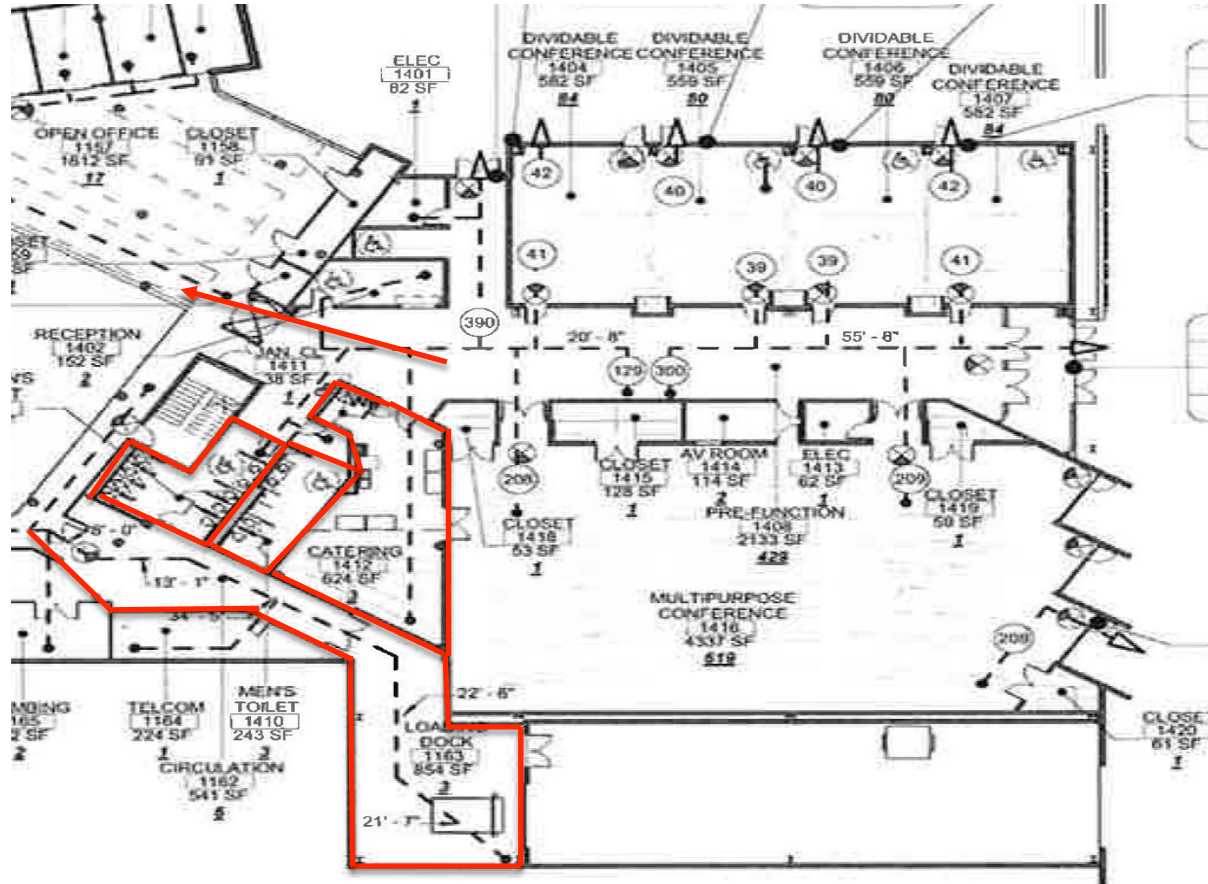 DIVIDABLE
CONFERENCE
1404
582 SF
84
DIVIDABLE
CONFERENCE
1405
559 SF
80
DIVIDABLE
CONFERENCE
1406
559 SF
80
DIVIDABLE
CONFERENCE
1407
582 SF
84
ELEC
1401
82 SF
1
OPEN OFFICE
1157
1612 SF
17
CLOSET
1158
91 SF
1
42
40
40
42
41
39
39
41
390
20' - 8"
55' - 8"
129
300
RECEPTION
1402
152 SF
2
JAN. CL.
1411
38 SF
1
208
CLOSET
1415
128 SF
1
AV ROOM
1414
114 SF
2
ELEC
1413
62 SF
1
209
CLOSET
1419
59 SF
1
CLOSET
1418
53 SF
1
PRE-FUNCTION
1408
2133 SF
429
CATERING
1412
624 SF
3
MULTIPURPOSE
CONFERENCE
1416
4337 SF
619
13' - 1"
209
22' - 6"
TELCOM
1164
224 SF
1
MEN'S
TOILET
1410
243 SF
3
LOADING
DOCK
1163
854 SF
3
CIRCULATION
1162
541 SF
5
21' - 7"
CLOSET
1420
61 SF
1